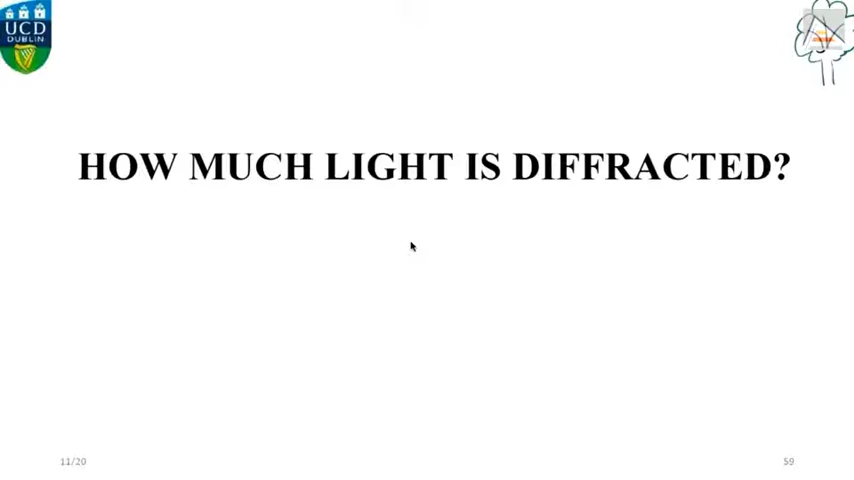 UCD
DUBLIN
HOW MUCH LIGHT IS DIFFRACTED?
11/20
59